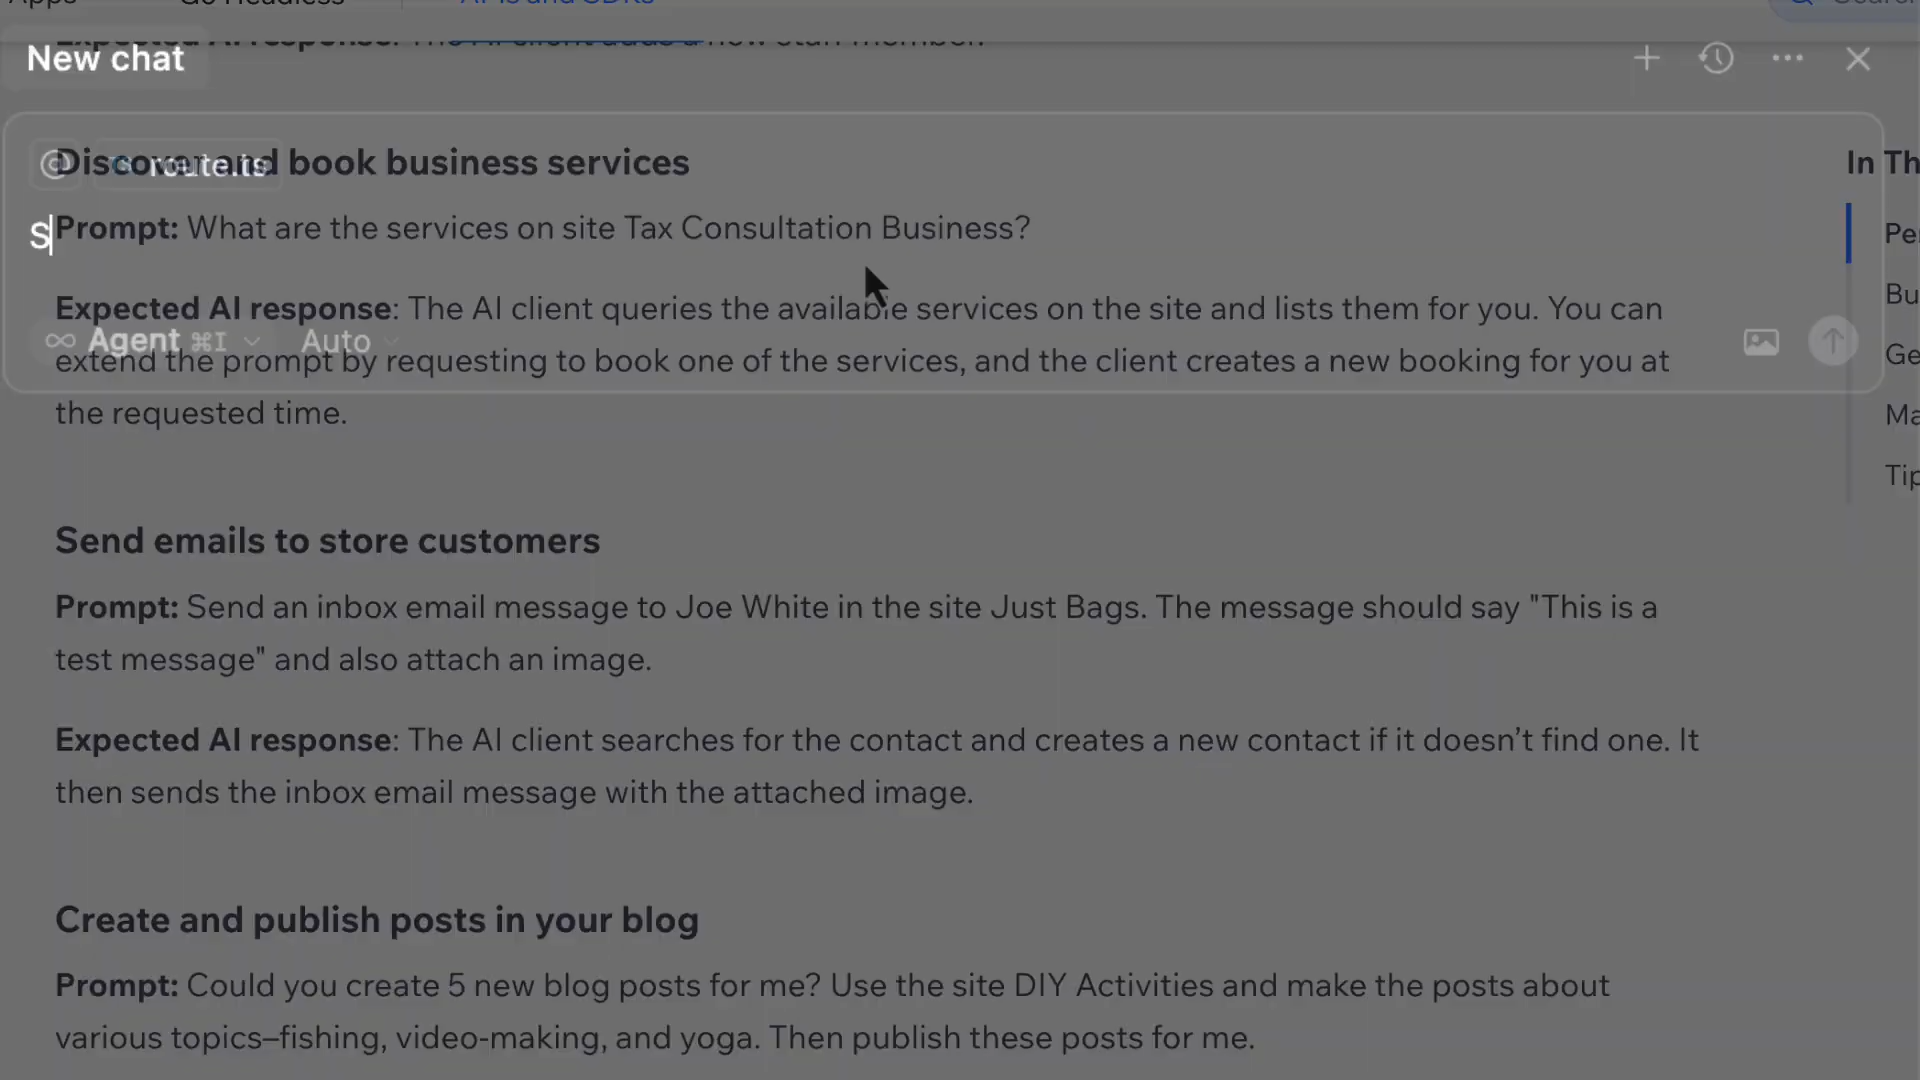 Apps Go Headless APIs and SDKs Search
Expected AI response: The AI client adds a new staff member.
New chat
Discover and book business services
@ TS route.ts
In Th
Prompt: What are the services on site Tax Consultation Business?
S
Pe
Bu
Expected AI response: The AI client queries the available services on the site and lists them for you. You can
Agent ⌘I Auto
extend the prompt by requesting to book one of the services, and the client creates a new booking for you at
Ge
the requested time.
Ma
Tip
Send emails to store customers
Prompt: Send an inbox email message to Joe White in the site Just Bags. The message should say "This is a
test message" and also attach an image.
Expected AI response: The AI client searches for the contact and creates a new contact if it doesn’t find one. It
then sends the inbox email message with the attached image.
Create and publish posts in your blog
Prompt: Could you create 5 new blog posts for me? Use the site DIY Activities and make the posts about
various topics–fishing, video-making, and yoga. Then publish these posts for me.